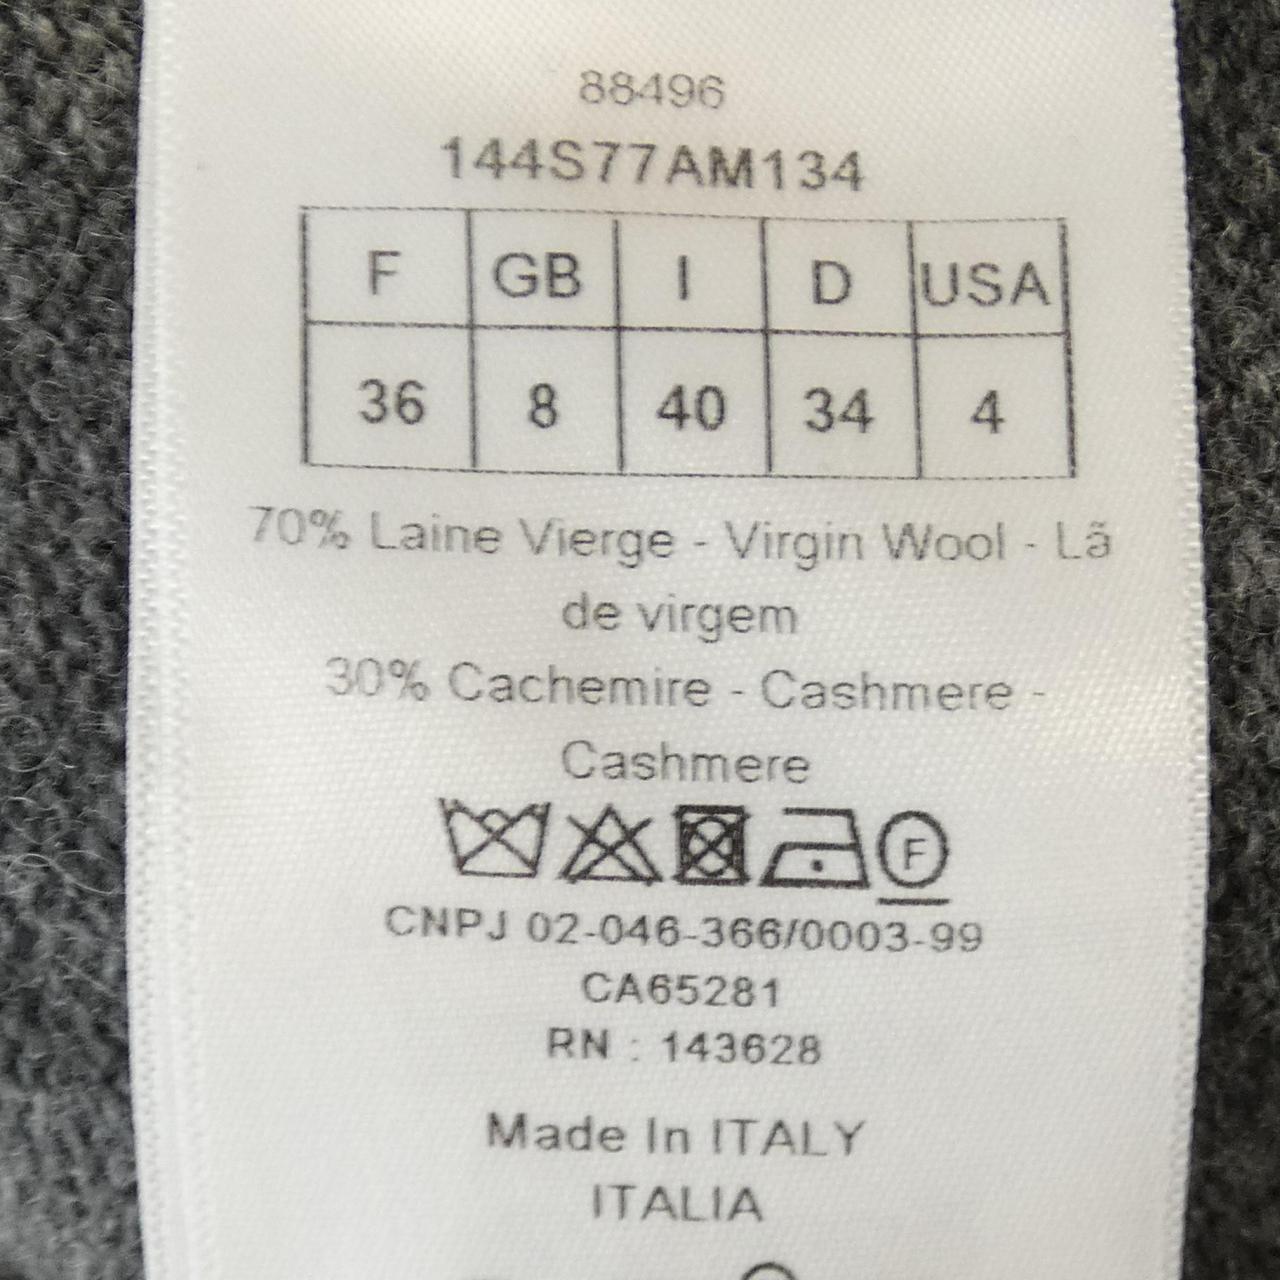 88496
144S77AM134
F GB I D USA
36 8 40 34 4
70% Laine Vierge - Virgin Wool - Lã
de virgem
30% Cachemire - Cashmere -
Cashmere
F
CNPJ 02-046-366/0003-99
CA65281
RN : 143628
Made In ITALY
ITALIA